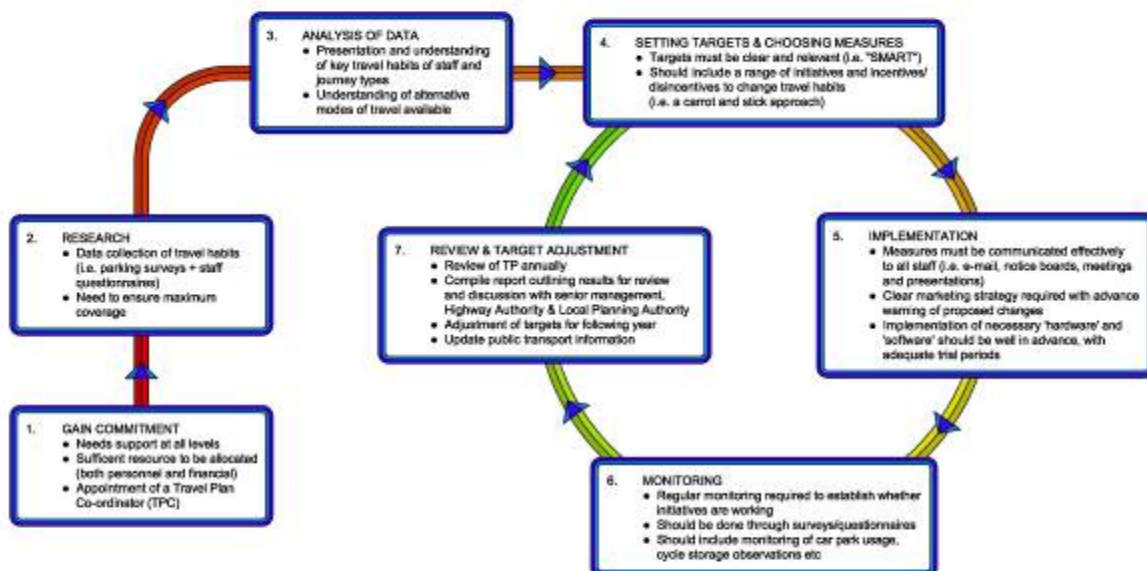 1. GAIN COMMITMENT
● Needs support at all levels
● Sufficent resource to be allocated
(both personnel and financial)
● Appointment of a Travel Plan
Co-ordinator (TPC)
2. RESEARCH
● Data collection of travel habits
(i.e. parking surveys + staff
questionnaires)
● Need to ensure maximum
coverage
3. ANALYSIS OF DATA
● Presentation and understanding
of key travel habits of staff and
journey types
● Understanding of alternative
modes of travel available
4. SETTING TARGETS & CHOOSING MEASURES
● Targets must be clear and relevant (i.e. "SMART")
● Should include a range of initiatives and incentives/
disincentives to change travel habits
(i.e. a carrot and stick approach)
5. IMPLEMENTATION
● Measures must be communicated effectively
to all staff (i.e. e-mail, notice boards, meetings
and presentations)
● Clear marketing strategy required with advance
warning of proposed changes
● Implementation of necessary 'hardware' and
'software' should be well in advance, with
adequate trial periods
6. MONITORING
● Regular monitoring required to establish whether
initiatives are working
● Should be done through surveys/questionnaires
● Should include monitoring of car park usage,
cycle storage observations etc
7. REVIEW & TARGET ADJUSTMENT
● Review of TP annually
● Compile report outlining results for review
and discussion with senior management,
Highway Authority & Local Planning Authority
● Adjustment of targets for following year
● Update public transport information